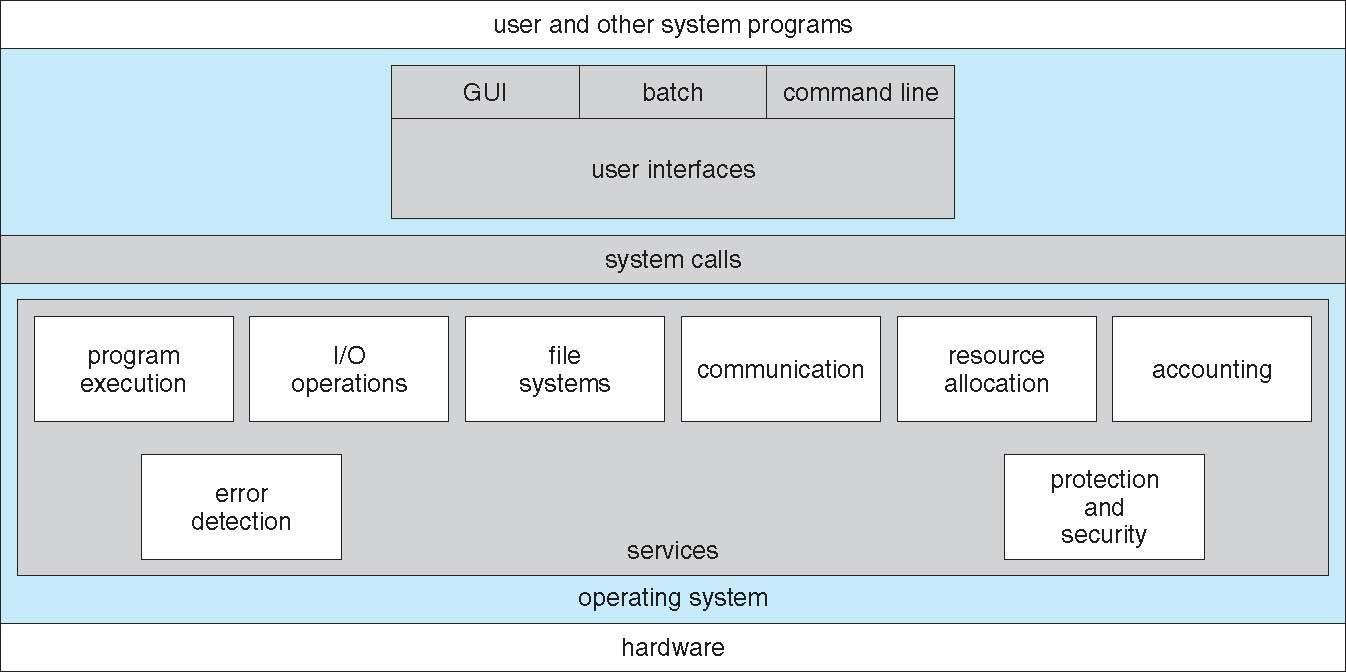 user and other system programs
GUI
batch
command line
user interfaces
system calls
program
execution
I/O
operations
file
systems
communication
resource
allocation
accounting
error
detection
protection
and
security
services
operating system
hardware